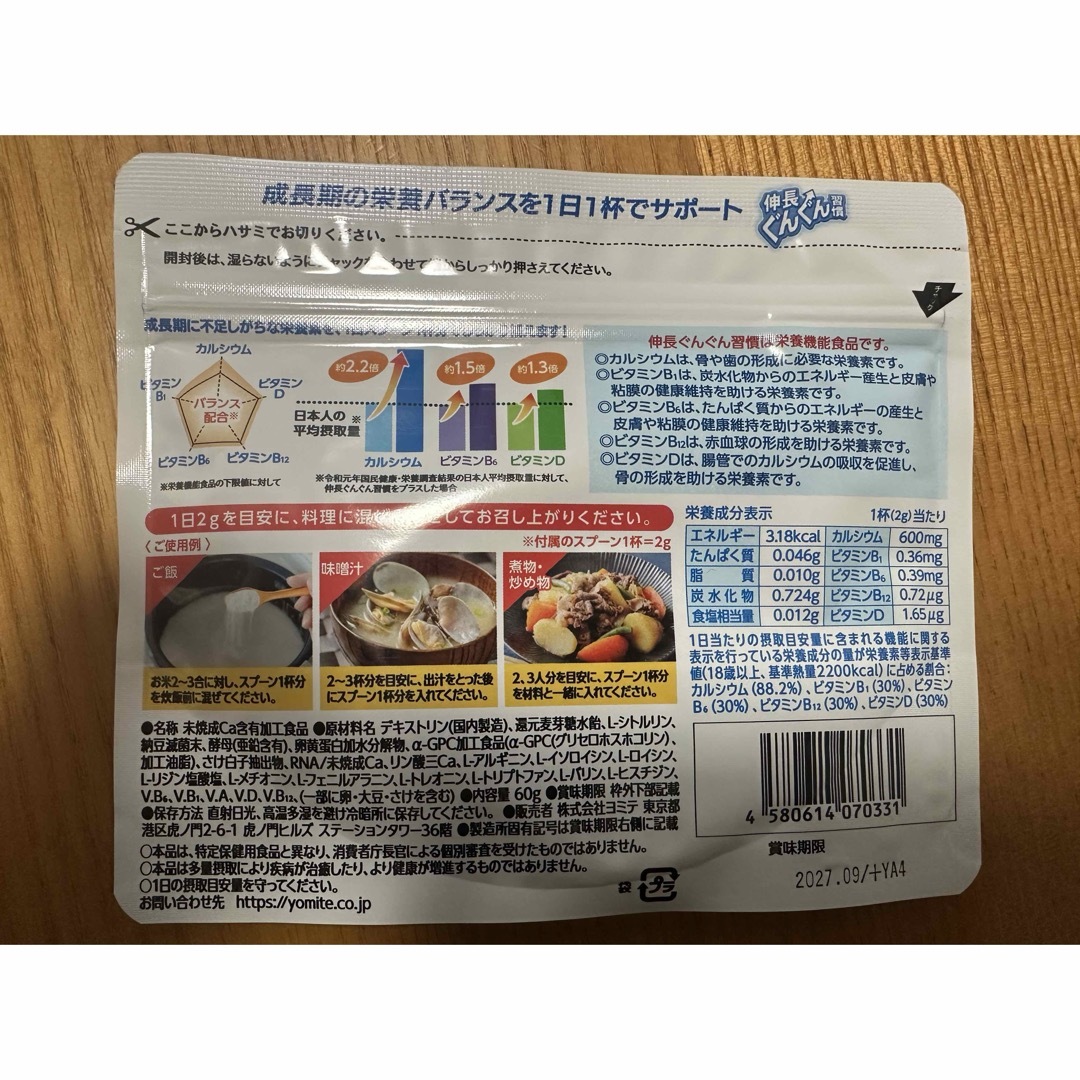 成長期の栄養バランスを1日1杯でサポート
伸長ぐんぐん習慣
ここからハサミでお切りください。
開封後は、湿らないように
チャック
成長期に不足しがちな栄養素を
カルシウム
ビタミンB1
ビタミンD
バランス配合※
ビタミンB6
ビタミンB12
※栄養機能食品の下限値に対して
約2.2倍
約1.5倍
約1.3倍
日本人の※
平均摂取量
カルシウム
ビタミンB6
ビタミンD
※令和元年国民健康・栄養調査結果の日本人平均摂取量に対して、
伸長ぐんぐん習慣をプラスした場合
伸長ぐんぐん習慣は栄養機能食品です。
◎カルシウムは、骨や歯の形成に必要な栄養素です。
◎ビタミンB1は、炭水化物からのエネルギー産生と皮膚や
粘膜の健康維持を助ける栄養素です。
◎ビタミンB6は、たんぱく質からのエネルギーの産生と
皮膚や粘膜の健康維持を助ける栄養素です。
◎ビタミンB12は、赤血球の形成を助ける栄養素です。
◎ビタミンDは、腸管でのカルシウムの吸収を促進し、
骨の形成を助ける栄養素です。
1日2gを目安に、料理に混ぜ してお召し上がりください。
〈ご使用例〉
※付属のスプーン1杯=2g
ご飯
お米2~3合に対し、スプーン1杯分
を炊飯前に混ぜてください。
味噌汁
2~3杯分を目安に、出汁をとった後
にスプーン1杯分を入れてください。
煮物・
炒め物
2、3人分を目安に、スプーン1杯分
を材料と一緒に入れてください。
栄養成分表示 1杯(2g)当たり
エネルギー 3.18kcal カルシウム 600mg
たんぱく質 0.046g ビタミンB1 0.36mg
脂質 0.010g ビタミンB6 0.39mg
炭水化物 0.724g ビタミンB12 0.72μg
食塩相当量 0.012g ビタミンD 1.65μg
1日当たりの摂取目安量に含まれる機能に関する
表示を行っている栄養成分の量が栄養素等表示基準
値(18歳以上、基準熱量2200kcal)に占める割合:
カルシウム(88.2%)、ビタミンB1(30%)、ビタミン
B6(30%)、ビタミンB12(30%)、ビタミンD(30%)
●名称 未焼成Ca含有加工食品 ●原材料名 デキストリン(国内製造)、還元麦芽糖水飴、L-シトルリン、
納豆滅菌末、酵母(亜鉛含有)、卵黄蛋白加水分解物、α-GPC加工食品(α-GPC(グリセロホスホコリン)、
加工油脂)、さけ白子抽出物、RNA/未焼成Ca、リン酸三Ca、L-アルギニン、L-イソロイシン、L-ロイシン、
L-リジン塩酸塩、L-メチオニン、L-フェニルアラニン、L-トレオニン、L-トリプトファン、L-バリン、L-ヒスチジン、
V.B6、V.B1、V.A、V.D、V.B12、(一部に卵・大豆・さけを含む) ●内容量 60g ●賞味期限 枠外下部記載
●保存方法 直射日光、高温多湿を避け冷暗所に保存してください。 ●販売者 株式会社ヨミテ 東京都
港区虎ノ門2-6-1 虎ノ門ヒルズ ステーションタワー36階 ●製造所固有記号は賞味期限右側に記載
○本品は、特定保健用食品と異なり、消費者庁長官による個別審査を受けたものではありません。
○本品は多量摂取により疾病が治癒したり、より健康が増進するものではありません。
○1日の摂取目安量を守ってください。
お問い合わせ先 https://yomite.co.jp
袋 プラ
4 580614 070331
賞味期限
2027.09/+YA4